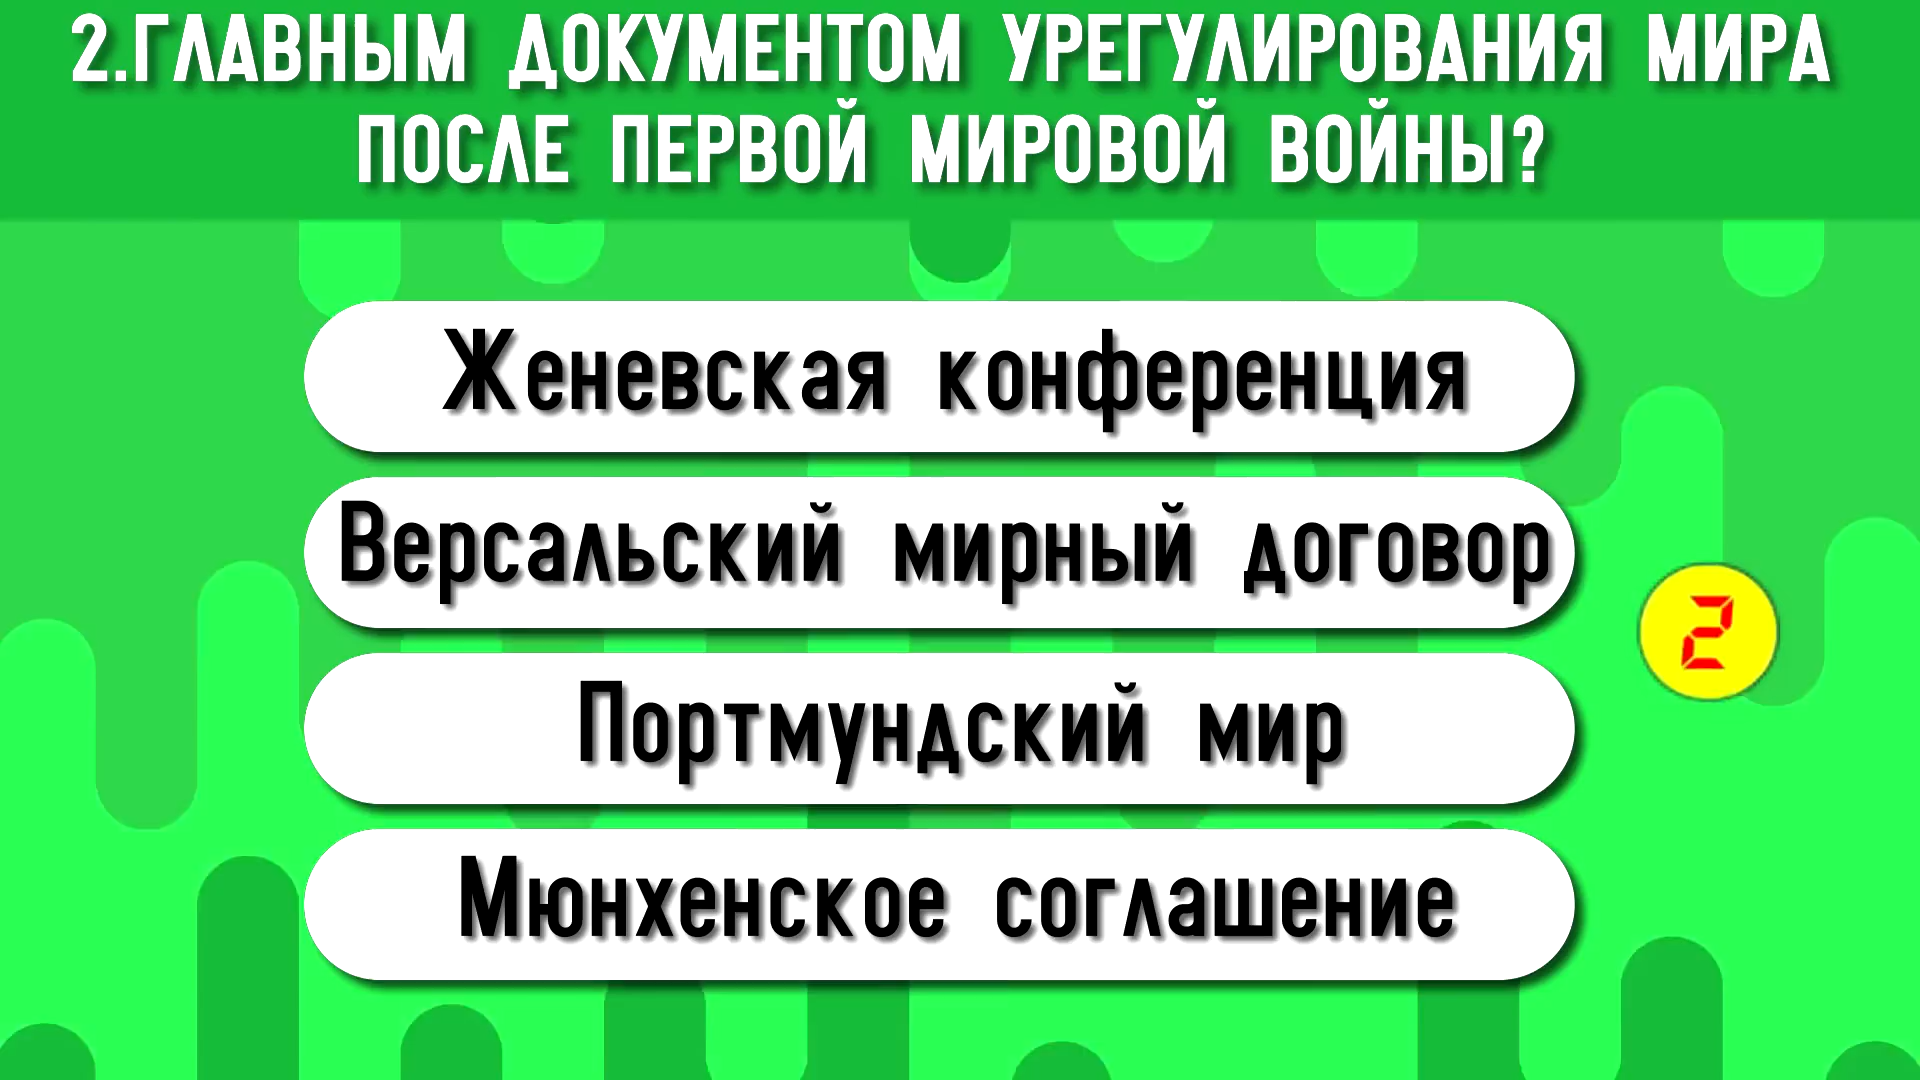 2.ГЛАВНЫМ ДОКУМЕНТОМ УРЕГУЛИРОВАНИЯ МИРА
ПОСЛЕ ПЕРВОЙ МИРОВОЙ ВОЙНЫ?
Женевская конференция
Версальский мирный договор
2
Портмундский мир
Мюнхенское соглашение